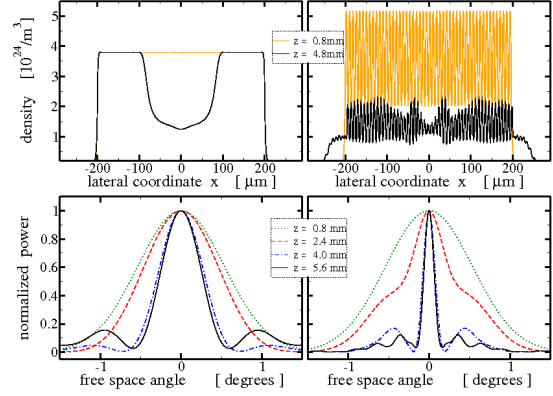 density [10^24/m^3]
5
4
3
2
1
z = 0.8mm
z = 4.8mm
-200 -100 0 100 200
-200 -100 0 100 200
lateral coordinate x [ μm ]
lateral coordinate x [ μm ]
normalized power
1
0.8
0.6
0.4
0.2
0
z = 0.8 mm
z = 2.4 mm
z = 4.0 mm
z = 5.6 mm
-1 0 1
-1 0 1
free space angle [ degrees ]
free space angle [ degrees ]